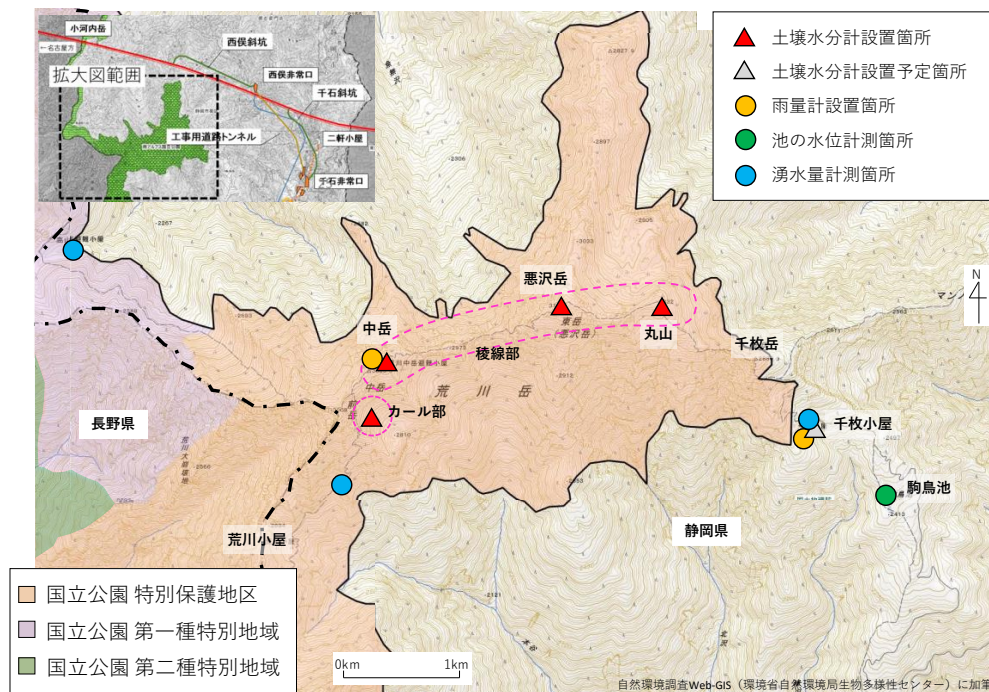 小河内岳
←名古屋方
西俣斜坑
拡大図範囲
西俣非常口
千石斜坑
工事用道路トンネル
二軒小屋
千石非常口
土壌水分計設置箇所
土壌水分計設置予定箇所
雨量計設置箇所
池の水位計測箇所
湧水量計測箇所
N
悪沢岳
東岳
(悪沢岳)
丸山
中岳
稜線部
千枚岳
中岳
前岳
荒川岳
カール部
長野県
千枚小屋
駒鳥池
静岡県
荒川小屋
国立公園 特別保護地区
国立公園 第一種特別地域
国立公園 第二種特別地域
0km
1km
自然環境調査Web-GIS(環境省自然環境局生物多様性センター)に加筆